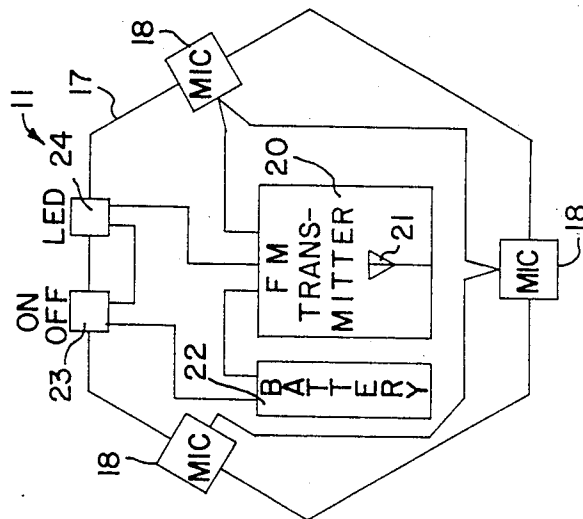 11
24
LED
ON
OFF
23
17
18
MIC
18
MIC
20
FM
TRANS-
MITTER
21
22
BATTERY
MIC
18